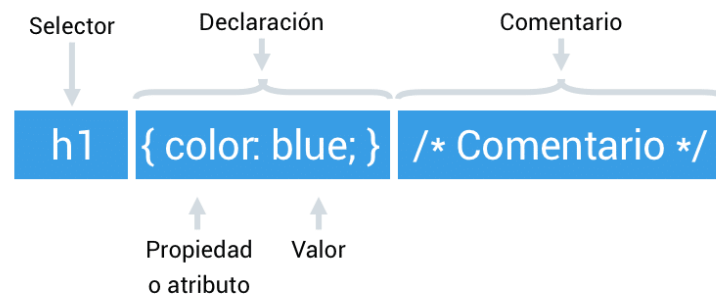 Selector
Declaración
Comentario
h1
{ color: blue; }
/* Comentario */
Propiedad
o atributo
Valor